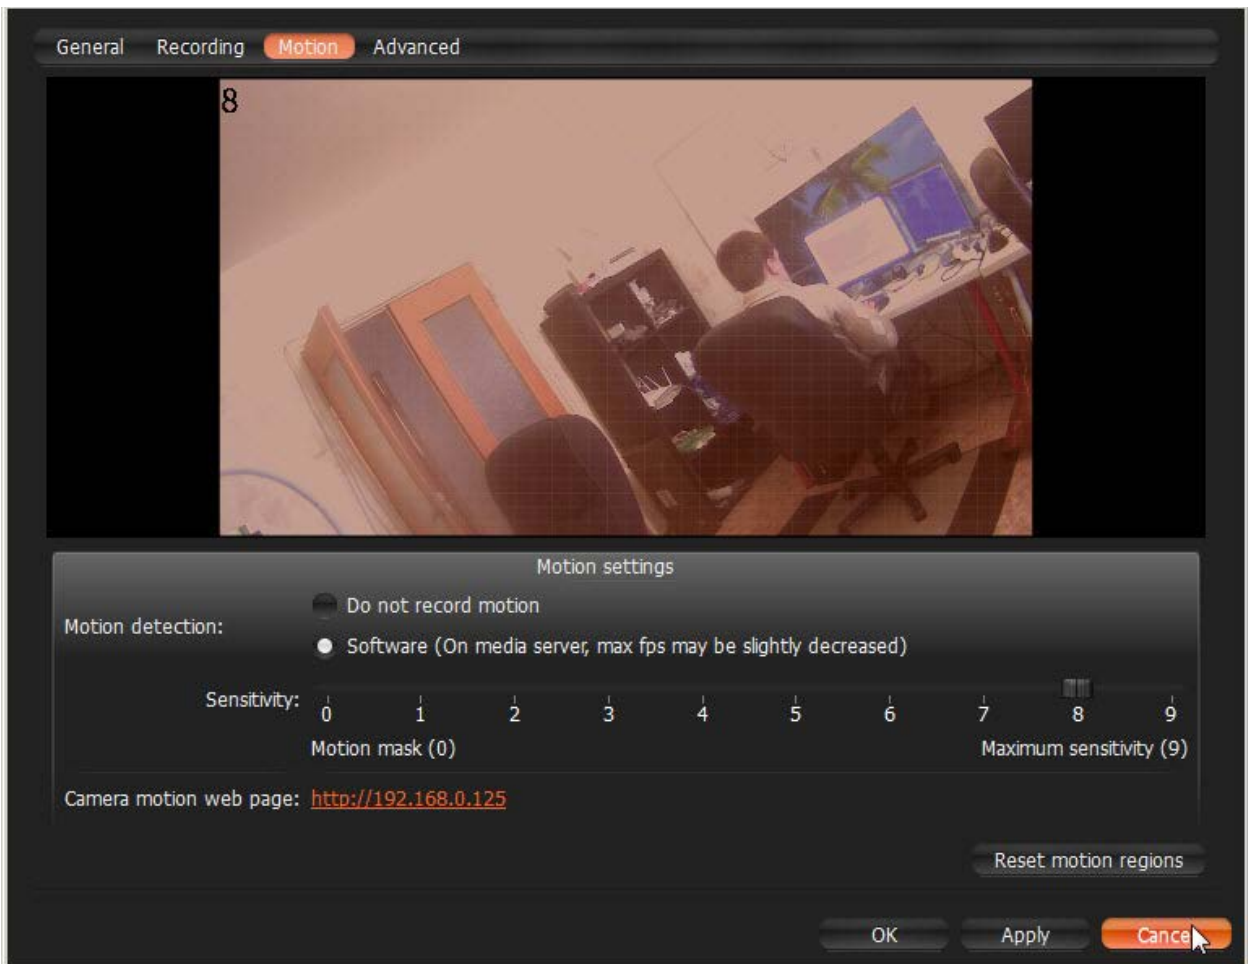 General Recording Motion Advanced
8
Motion settings
Motion detection:
Do not record motion
Software (On media server, max fps may be slightly decreased)
Sensitivity:
0 1 2 3 4 5 6 7 8 9
Motion mask (0) Maximum sensitivity (9)
Camera motion web page: http://192.168.0.125
Reset motion regions
OK Apply Cancel